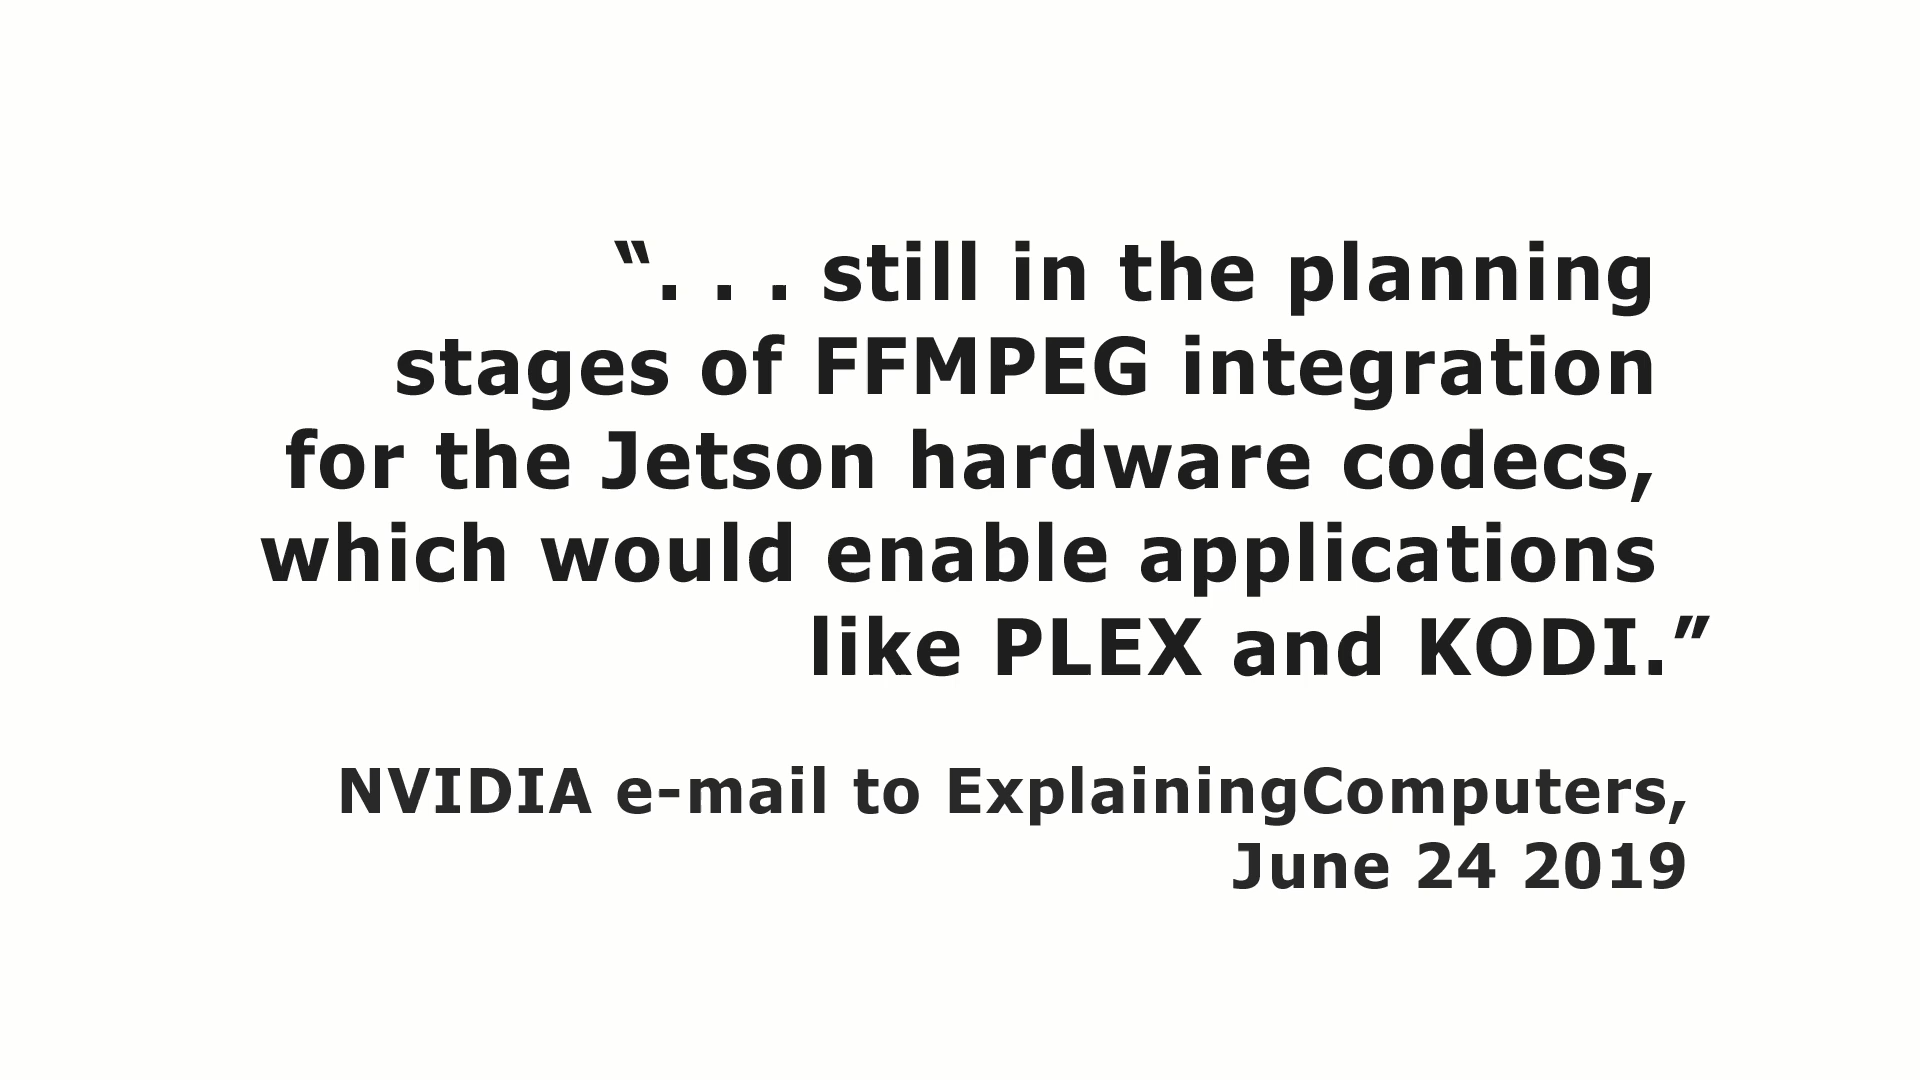 “. . . still in the planning
stages of FFMPEG integration
for the Jetson hardware codecs,
which would enable applications
like PLEX and KODI.”
NVIDIA e-mail to ExplainingComputers,
June 24 2019